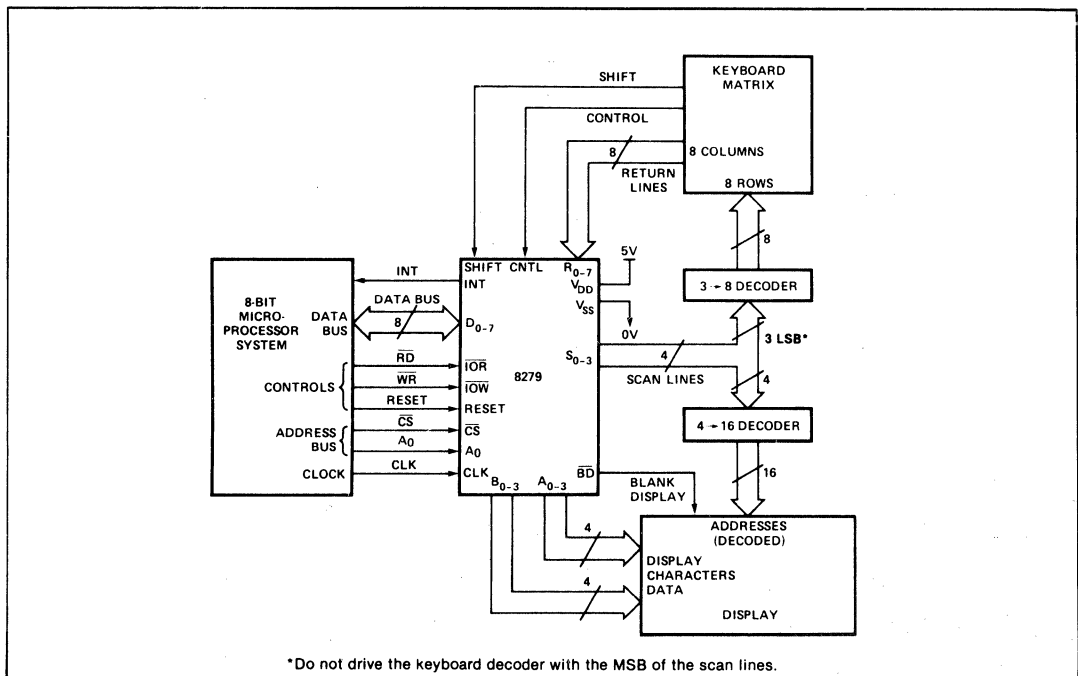 KEYBOARD
MATRIX
SHIFT
CONTROL
8
8 COLUMNS
RETURN
LINES
8 ROWS
8
3 → 8 DECODER
3 LSB*
4
4 → 16 DECODER
16
5V
0V
SHIFT CNTL R0-7
INT
VDD
VSS
D0-7
S0-3
4
SCAN LINES
8279
IOR
IOW
RESET
CS
A0
CLK
B0-3 A0-3 BD
INT
DATA BUS
8
8-BIT
MICRO-
PROCESSOR
SYSTEM
DATA
BUS
CONTROLS
RD
WR
RESET
ADDRESS
BUS
CS
A0
CLOCK
CLK
BLANK
DISPLAY
4
4
ADDRESSES
(DECODED)
DISPLAY
CHARACTERS
DATA
DISPLAY
*Do not drive the keyboard decoder with the MSB of the scan lines.